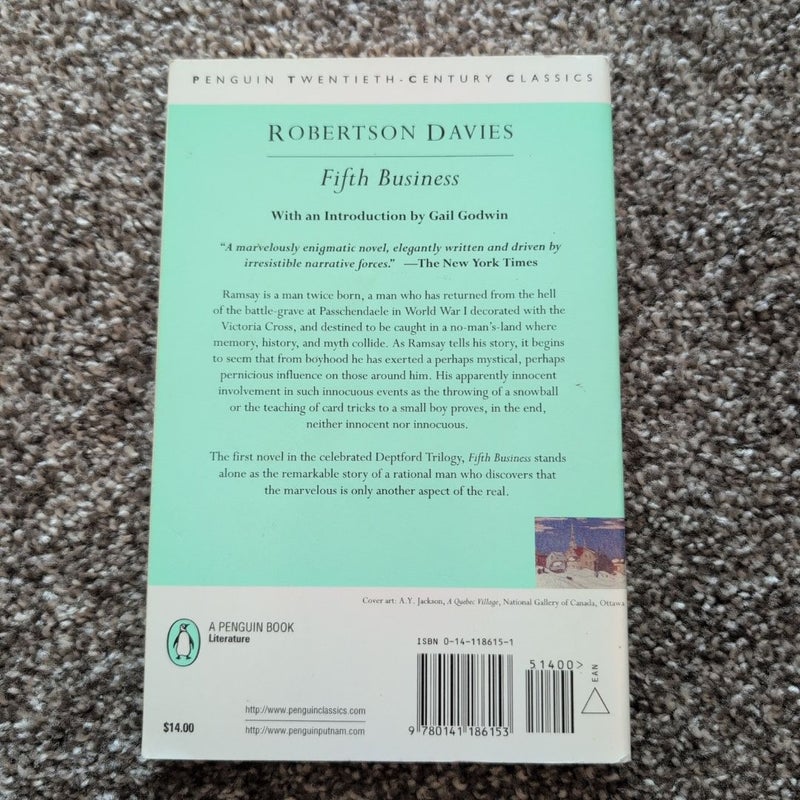 PENGUIN TWENTIETH-CENTURY CLASSICS
ROBERTSON DAVIES
Fifth Business
With an Introduction by Gail Godwin
"A marvelously enigmatic novel, elegantly written and driven by
irresistible narrative forces." —The New York Times
Ramsay is a man twice born, a man who has returned from the hell
of the battle-grave at Passchendaele in World War I decorated with the
Victoria Cross, and destined to be caught in a no-man's-land where
memory, history, and myth collide. As Ramsay tells his story, it begins
to seem that from boyhood he has exerted a perhaps mystical, perhaps
pernicious influence on those around him. His apparently innocent
involvement in such innocuous events as the throwing of a snowball
or the teaching of card tricks to a small boy proves, in the end,
neither innocent nor innocuous.
The first novel in the celebrated Deptford Trilogy, Fifth Business stands
alone as the remarkable story of a rational man who discovers that
the marvelous is only another aspect of the real.
Cover art: A.Y. Jackson, A Quebec Village, National Gallery of Canada, Ottawa
A PENGUIN BOOK
Literature
ISBN 0-14-118615-1
51400>
EAN
9 780141 186153
http://www.penguinclassics.com
http://www.penguinputnam.com
$14.00